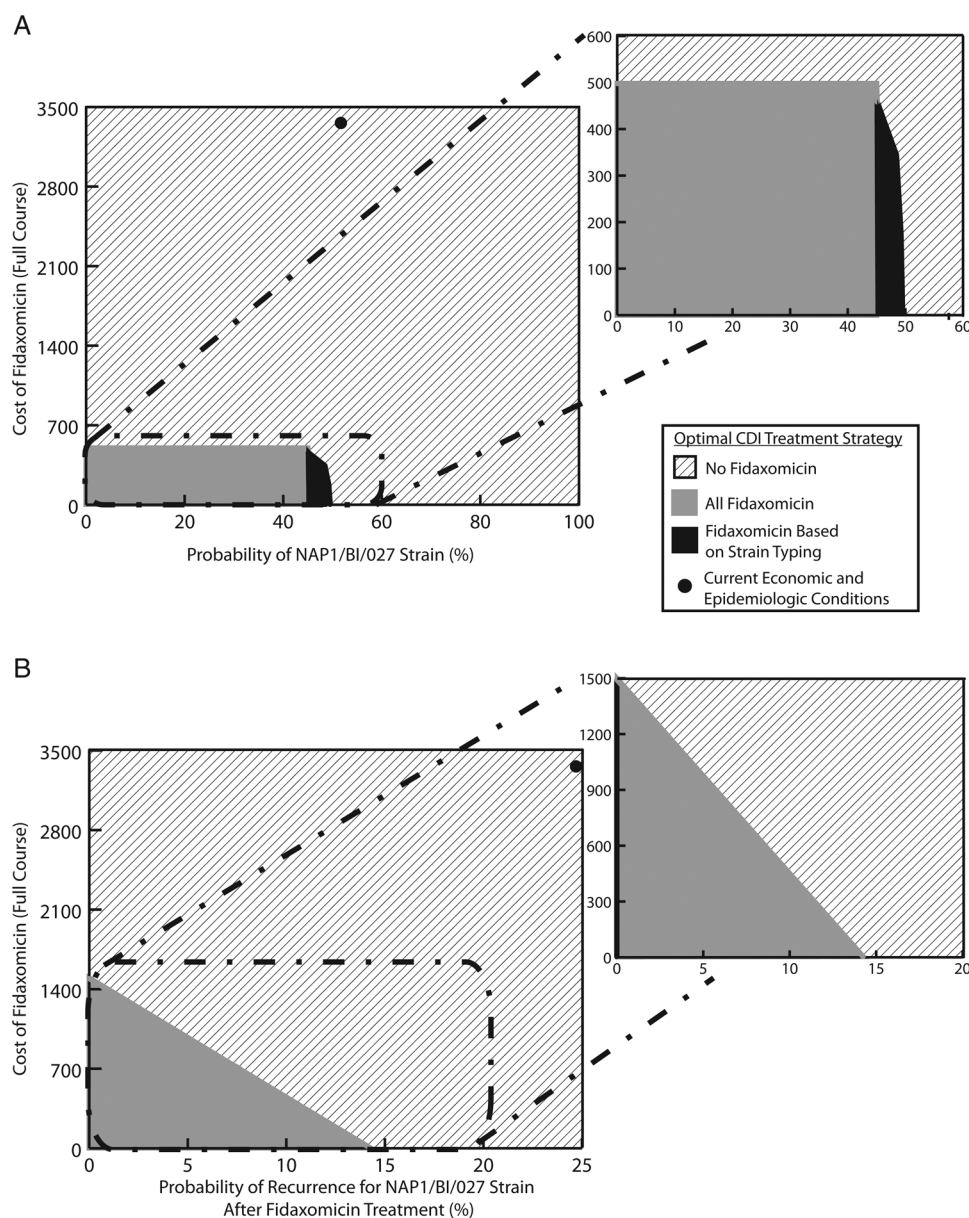 A
Cost of Fidaxomicin (Full Course)
3500
2800
2100
1400
700
0
0 20 40 60 80 100
Probability of NAP1/BI/027 Strain (%)
600
500
400
300
200
100
0
0 10 20 30 40 50 60
Optimal CDI Treatment Strategy
No Fidaxomicin
All Fidaxomicin
Fidaxomicin Based
on Strain Typing
Current Economic and
Epidemiologic Conditions
B
Cost of Fidaxomicin (Full Course)
3500
2800
2100
1400
700
0
0 5 10 15 20 25
Probability of Recurrence for NAP1/BI/027 Strain
After Fidaxomicin Treatment (%)
1500
1200
900
600
300
0
0 5 10 15 20